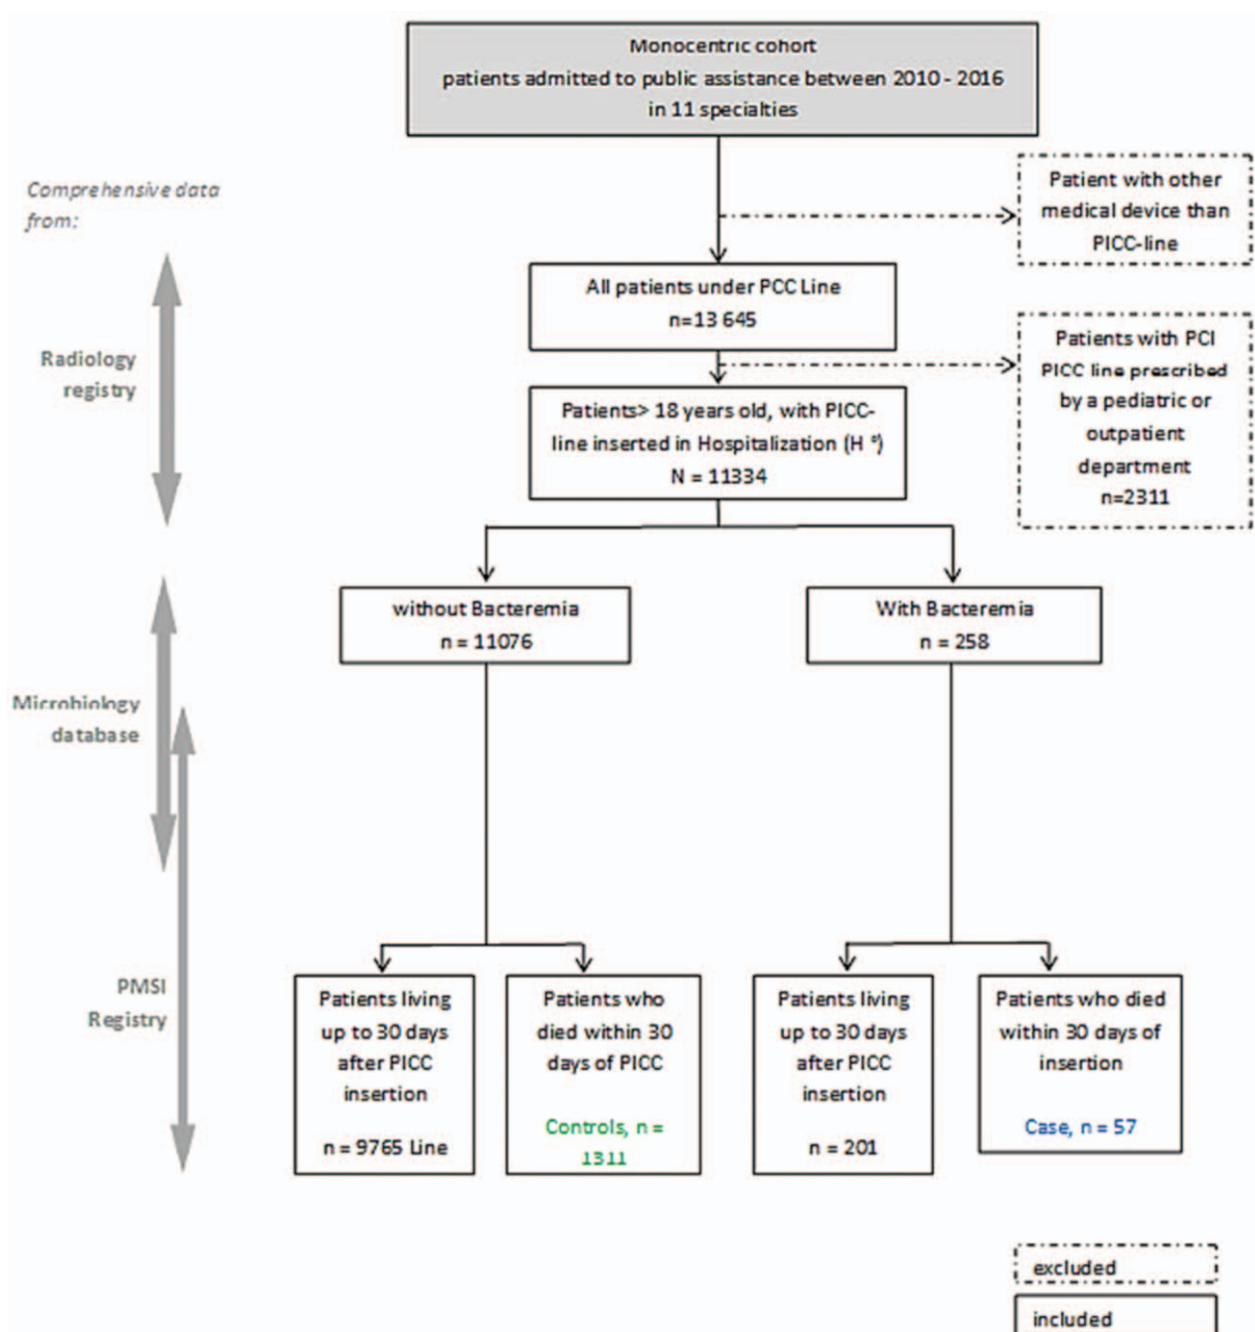 Monocentric cohort
patients admitted to public assistance between 2010 - 2016
in 11 specialties
Comprehensive data
from:
Patient with other
medical device than
PICC-line
All patients under PCC Line
n=13 645
Radiology
registry
Patients with PCI
PICC line prescribed
by a pediatric or
outpatient
department
n=2311
Patients> 18 years old, with PICC-
line inserted in Hospitalization (H °)
N = 11334
without Bacteremia
n = 11076
With Bacteremia
n = 258
Microbiology
database
PMSI
Registry
Patients living
up to 30 days
after PICC
insertion
n = 9765 Line
Patients who
died within 30
days of PICC
Controls, n =
1311
Patients living
up to 30 days
after PICC
insertion
n = 201
Patients who died
within 30 days of
insertion
Case, n = 57
excluded
included